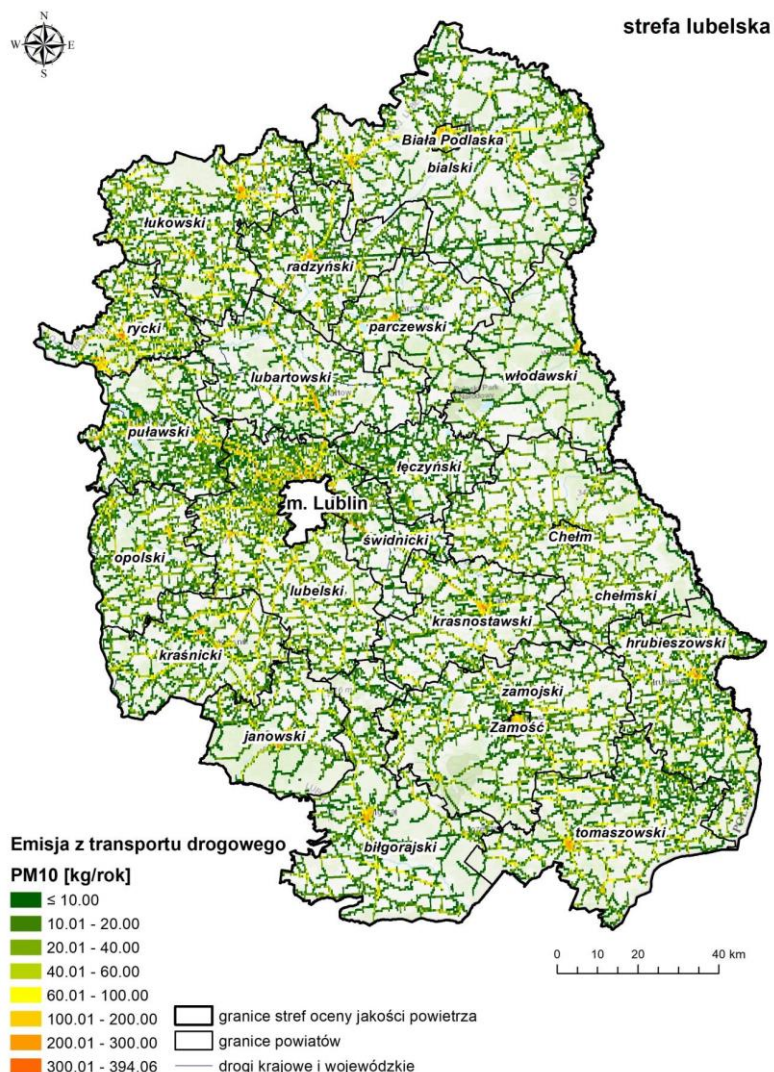 strefa lubelska
N
W E
S
Biała Podlaska
bialski
łukowski
radzyński
rycki
parczewski
lubartowski
włodawski
puławski
łęczyński
m. Lublin
świdnicki
Chełm
opolski
lubelski
chełmski
krasnostawski
hrubieszowski
kraśnicki
zamojski
Zamość
janowski
tomaszowski
biłgorajski
Emisja z transportu drogowego
PM10 [kg/rok]
≤ 10.00
10.01 - 20.00
20.01 - 40.00
40.01 - 60.00
60.01 - 100.00
100.01 - 200.00
200.01 - 300.00
300.01 - 394.06
granice stref oceny jakości powietrza
granice powiatów
drogi krajowe i wojewódzkie
0 10 20 40 km